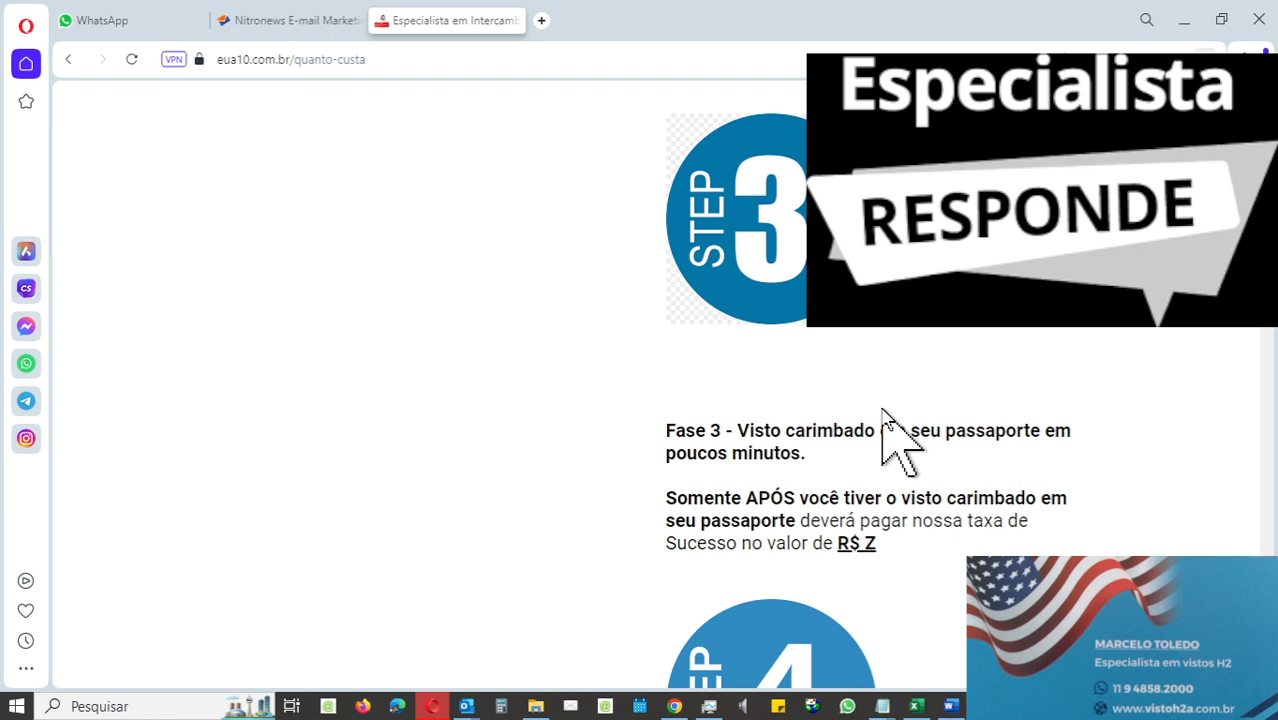 WhatsApp
Nitronews E-mail Marketi
Especialista em Intercamb
VPN
eua10.com.br/quanto-custa
Especialista
RESPONDE
STEP 3
CS
Fase 3 - Visto carimbado seu passaporte em
poucos minutos.
Somente APÓS você tiver o visto carimbado em
seu passaporte deverá pagar nossa taxa de
Sucesso no valor de R$ Z
STEP 4
MARCELO TOLEDO
Especialista em vistos H2
11 9 4858.2000
www.vistoh2a.com.br
Pesquisar